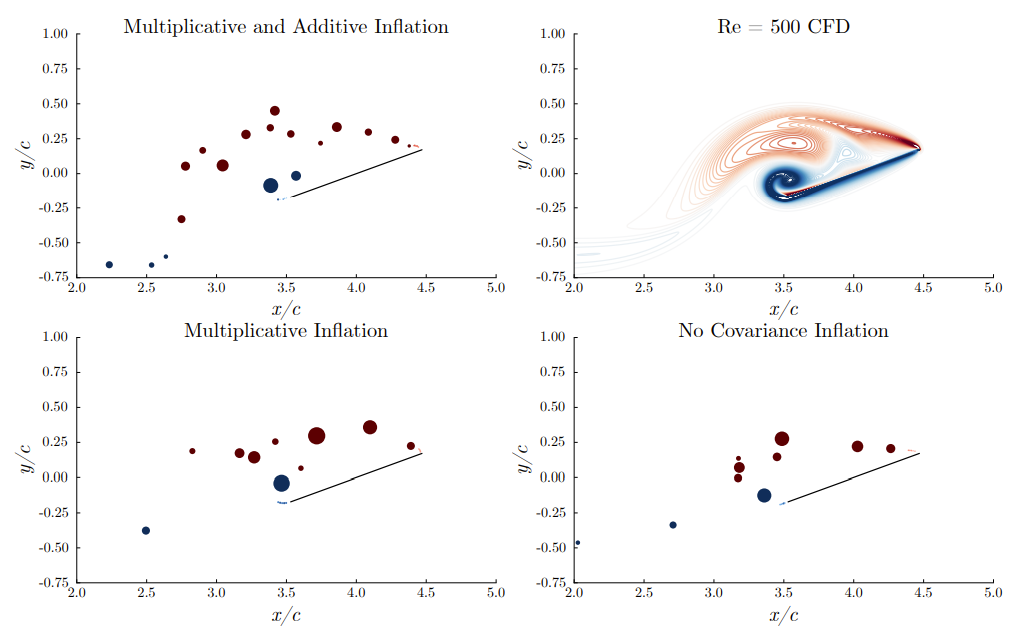 Multiplicative and Additive Inflation
1.00
0.75
0.50
0.25
0.00
-0.25
-0.50
-0.75
y/c
2.0 2.5 3.0 3.5 4.0 4.5 5.0
x/c
Re = 500 CFD
1.00
0.75
0.50
0.25
0.00
-0.25
-0.50
-0.75
y/c
2.0 2.5 3.0 3.5 4.0 4.5 5.0
x/c
Multiplicative Inflation
1.00
0.75
0.50
0.25
0.00
-0.25
-0.50
-0.75
y/c
2.0 2.5 3.0 3.5 4.0 4.5 5.0
x/c
No Covariance Inflation
1.00
0.75
0.50
0.25
0.00
-0.25
-0.50
-0.75
y/c
2.0 2.5 3.0 3.5 4.0 4.5 5.0
x/c